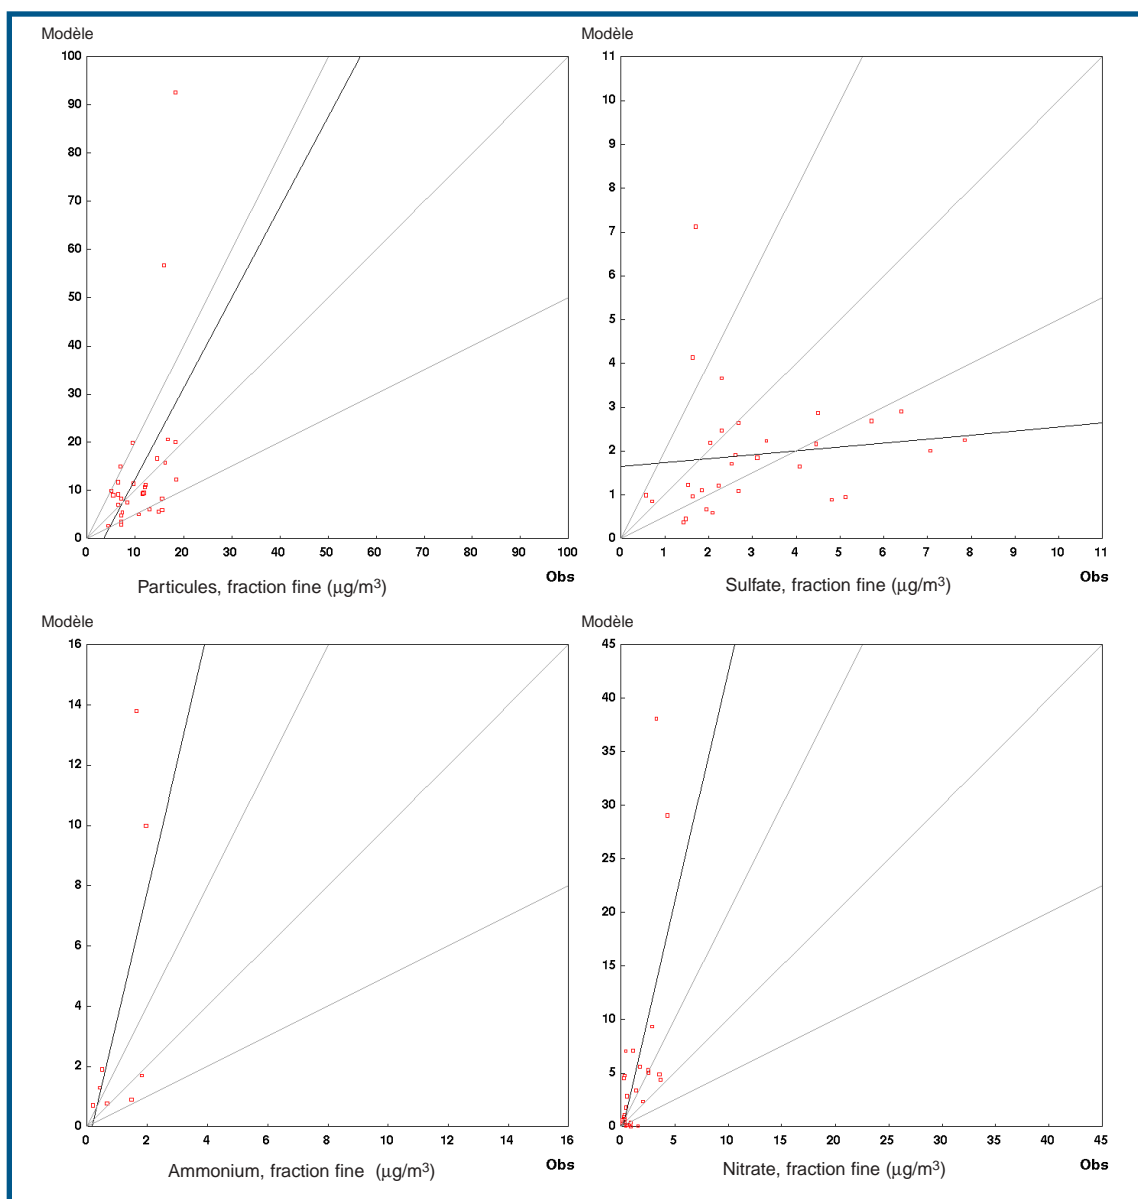 Modèle
100
90
80
70
60
50
40
30
20
10
0
0 10 20 30 40 50 60 70 80 90 100
Obs
Particules, fraction fine (μg/m³)
Modèle
11
10
9
8
7
6
5
4
3
2
1
0
0 1 2 3 4 5 6 7 8 9 10 11
Obs
Sulfate, fraction fine (μg/m³)
Modèle
16
14
12
10
8
6
4
2
0
0 2 4 6 8 10 12 14 16
Obs
Ammonium, fraction fine (μg/m³)
Modèle
45
40
35
30
25
20
15
10
5
0
0 5 10 15 20 25 30 35 40 45
Obs
Nitrate, fraction fine (μg/m³)